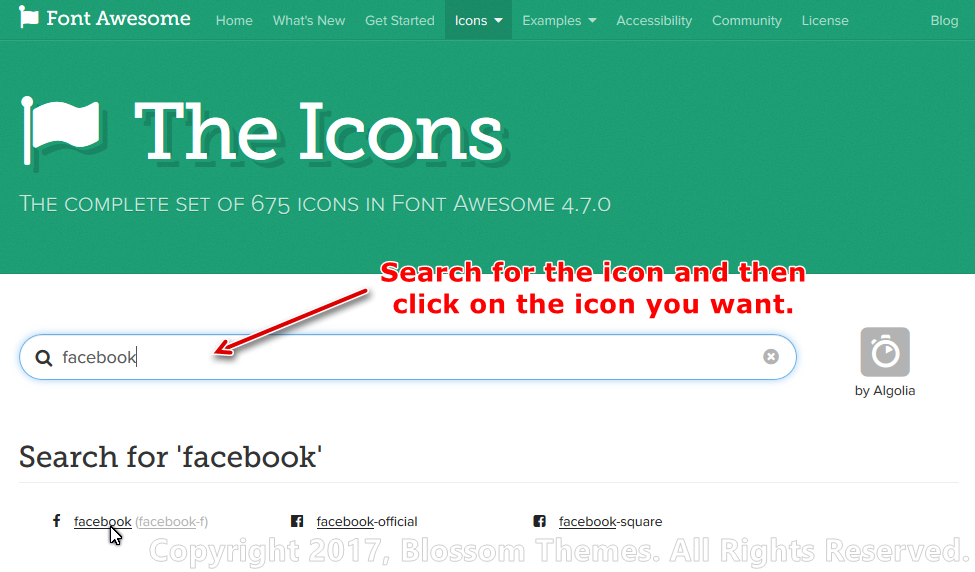 Font Awesome Home What's New Get Started Icons Examples Accessibility Community License Blog
The Icons
The complete set of 675 icons in Font Awesome 4.7.0
Search for the icon and then
click on the icon you want.
facebook
by Algolia
Search for 'facebook'
facebook (facebook-f) facebook-official facebook-square
Copyright 2017, Blossom Themes. All Rights Reserved.